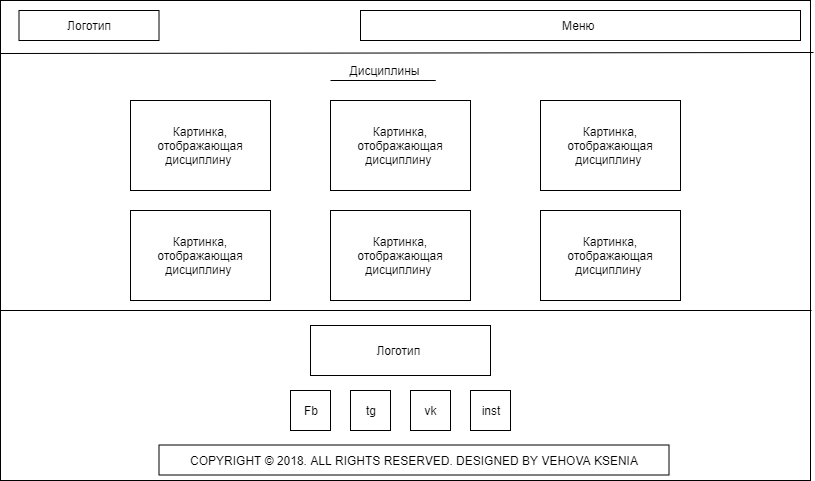 Логотип
Меню
Дисциплины
Картинка,
отображающая
дисциплину
Картинка,
отображающая
дисциплину
Картинка,
отображающая
дисциплину
Картинка,
отображающая
дисциплину
Картинка,
отображающая
дисциплину
Картинка,
отображающая
дисциплину
Логотип
Fb
tg
vk
inst
COPYRIGHT © 2018. ALL RIGHTS RESERVED. DESIGNED BY VEHOVA KSENIA